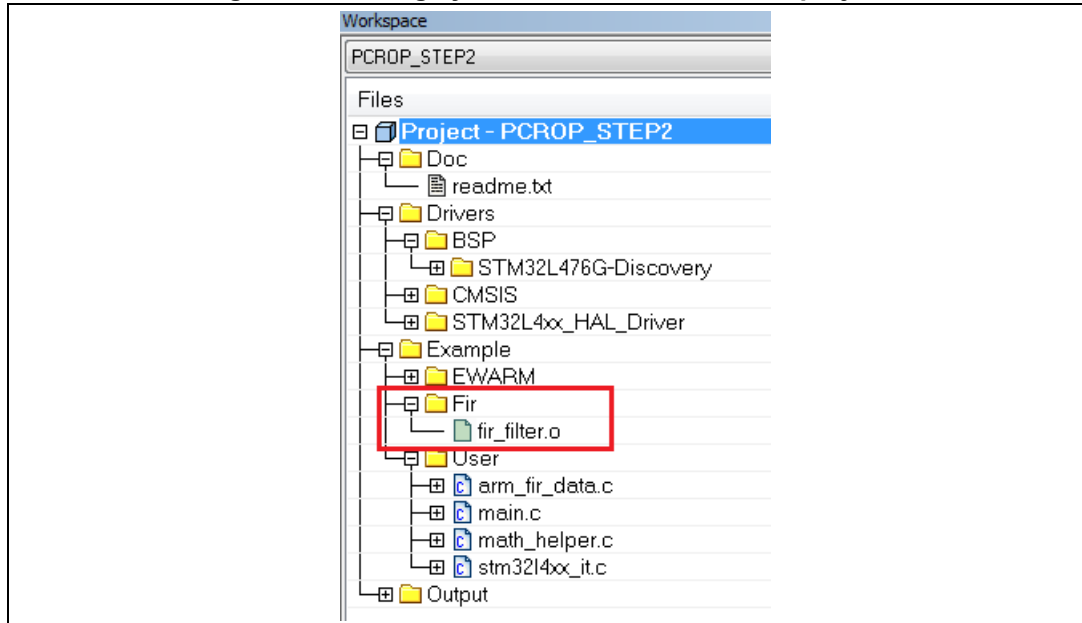 Workspace
PCROP_STEP2
Files
Project - PCROP_STEP2
Doc
readme.txt
Drivers
BSP
STM32L476G-Discovery
CMSIS
STM32L4xx_HAL_Driver
Example
EWARM
Fir
fir_filter.o
User
arm_fir_data.c
main.c
math_helper.c
stm32l4xx_it.c
Output